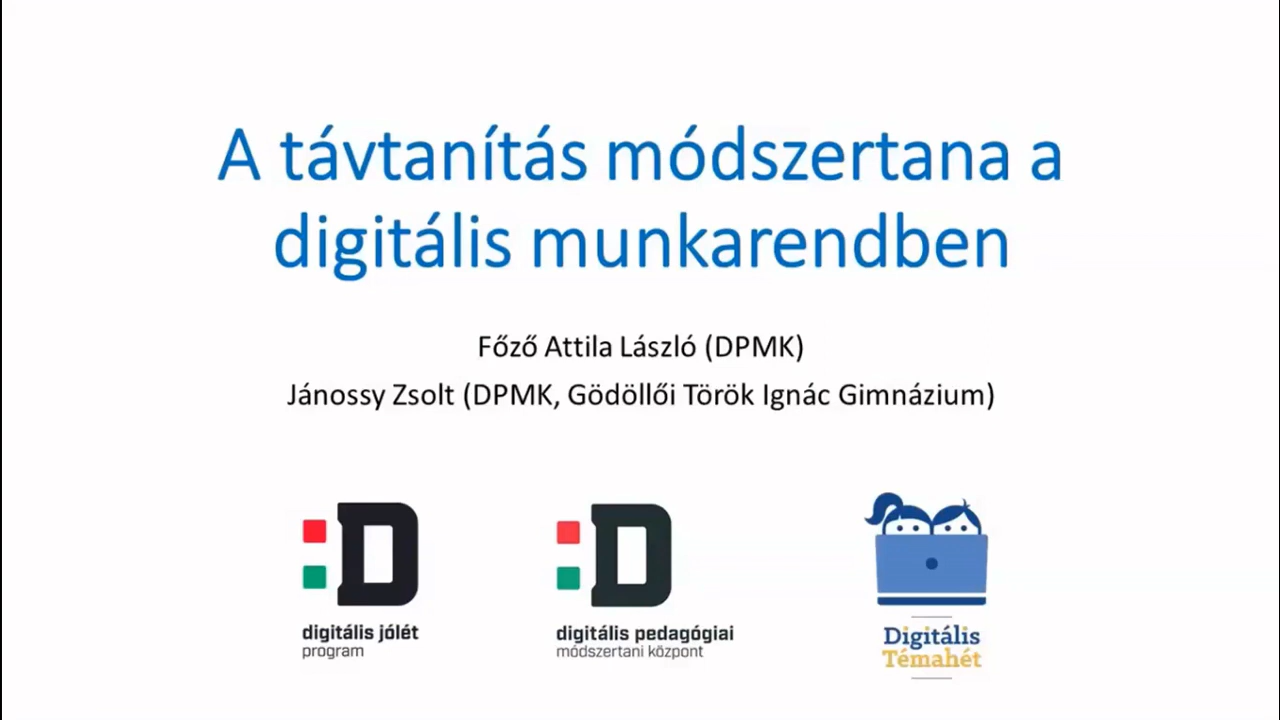 A távtanítás módszertana a
digitális munkarendben
Főző Attila László (DPMK)
Jánossy Zsolt (DPMK, Gödöllői Török Ignác Gimnázium)
:D
digitális jólét
program
:D
digitális pedagógiai
módszertani központ
Digitális
Témahét